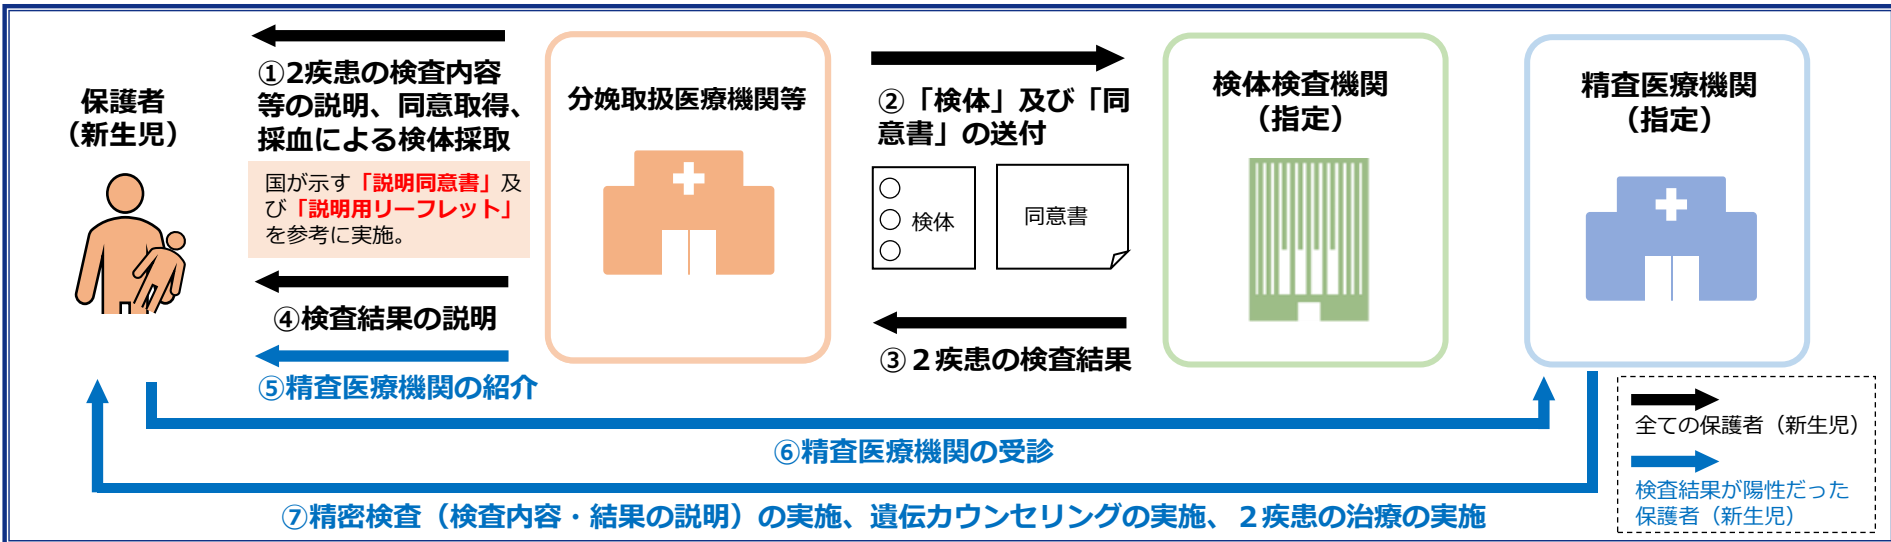 保護者
（新生児）
①2疾患の検査内容
等の説明、同意取得、
採血による検体採取
国が示す「説明同意書」及
び「説明用リーフレット」
を参考に実施。
④検査結果の説明
⑤精査医療機関の紹介
分娩取扱医療機関等
②「検体」及び「同
意書」の送付
検体
同意書
③２疾患の検査結果
検体検査機関
（指定）
精査医療機関
（指定）
⑥精査医療機関の受診
⑦精密検査（検査内容・結果の説明）の実施、遺伝カウンセリングの実施、２疾患の治療の実施
全ての保護者（新生児）
検査結果が陽性だった
保護者（新生児）